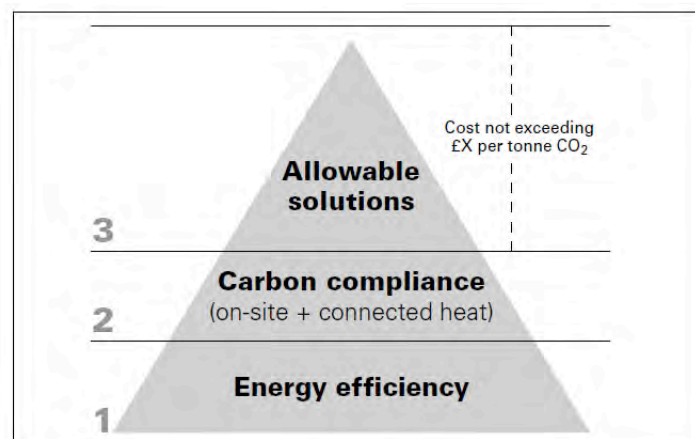 Cost not exceeding
£X per tonne CO₂
Allowable
solutions
3
Carbon compliance
(on-site + connected heat)
2
Energy efficiency
1